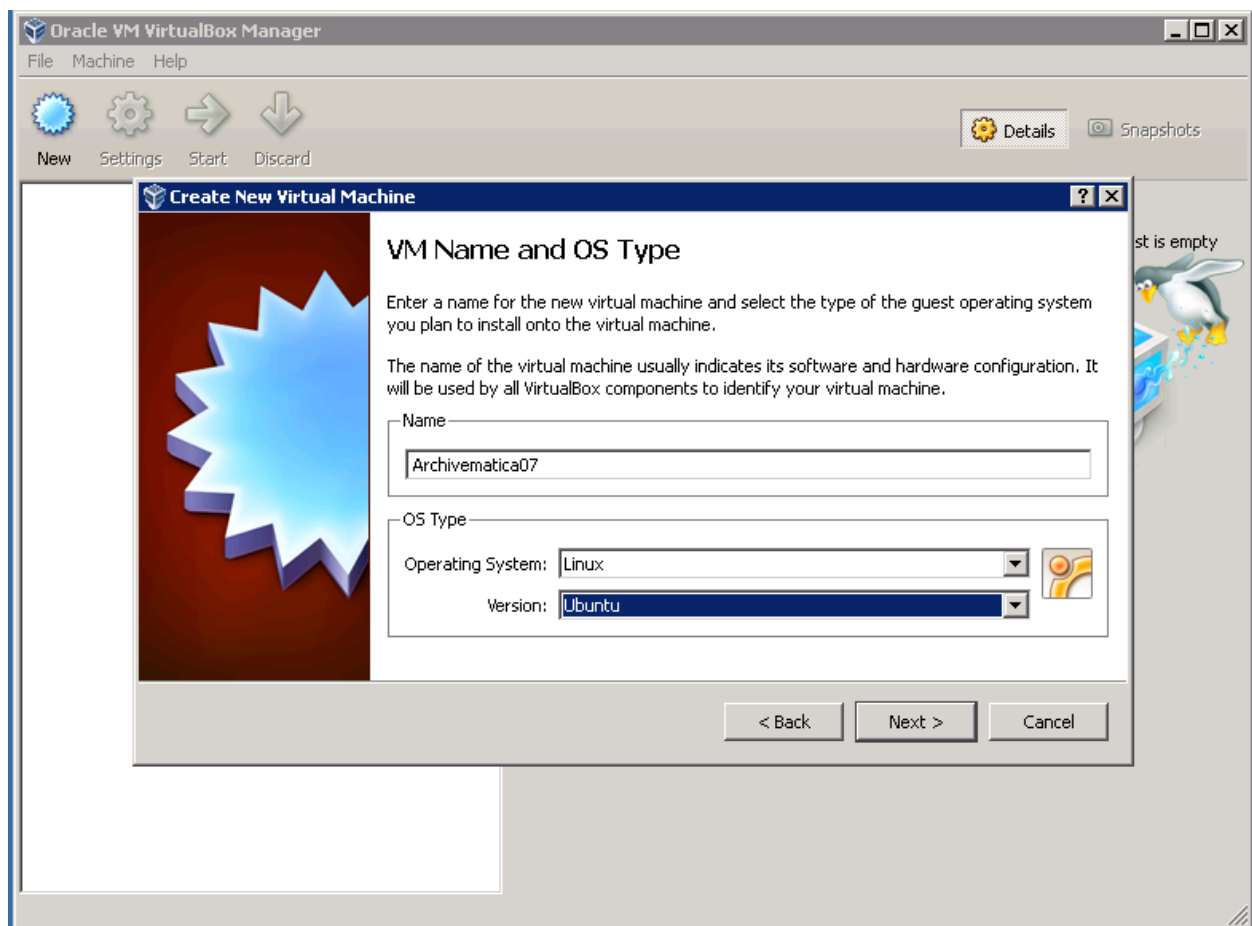 Oracle VM VirtualBox Manager
File Machine Help
New Settings Start Discard
Details Snapshots
Create New Virtual Machine
st is empty
VM Name and OS Type
Enter a name for the new virtual machine and select the type of the guest operating system
you plan to install onto the virtual machine.
The name of the virtual machine usually indicates its software and hardware configuration. It
will be used by all VirtualBox components to identify your virtual machine.
Name
Archivematica07
OS Type
Operating System: Linux
Version: Ubuntu
< Back Next > Cancel